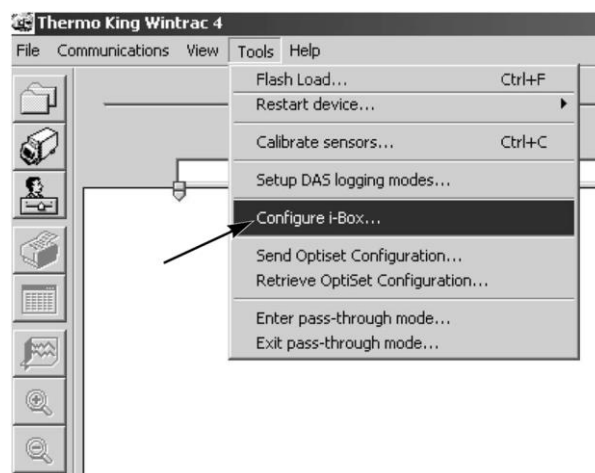 Thermo King Wintrac 4
File Communications View Tools Help
Flash Load... Ctrl+F
Restart device...
Calibrate sensors... Ctrl+C
Setup DAS logging modes...
Configure i-Box...
Send Optiset Configuration...
Retrieve OptiSet Configuration...
Enter pass-through mode...
Exit pass-through mode...